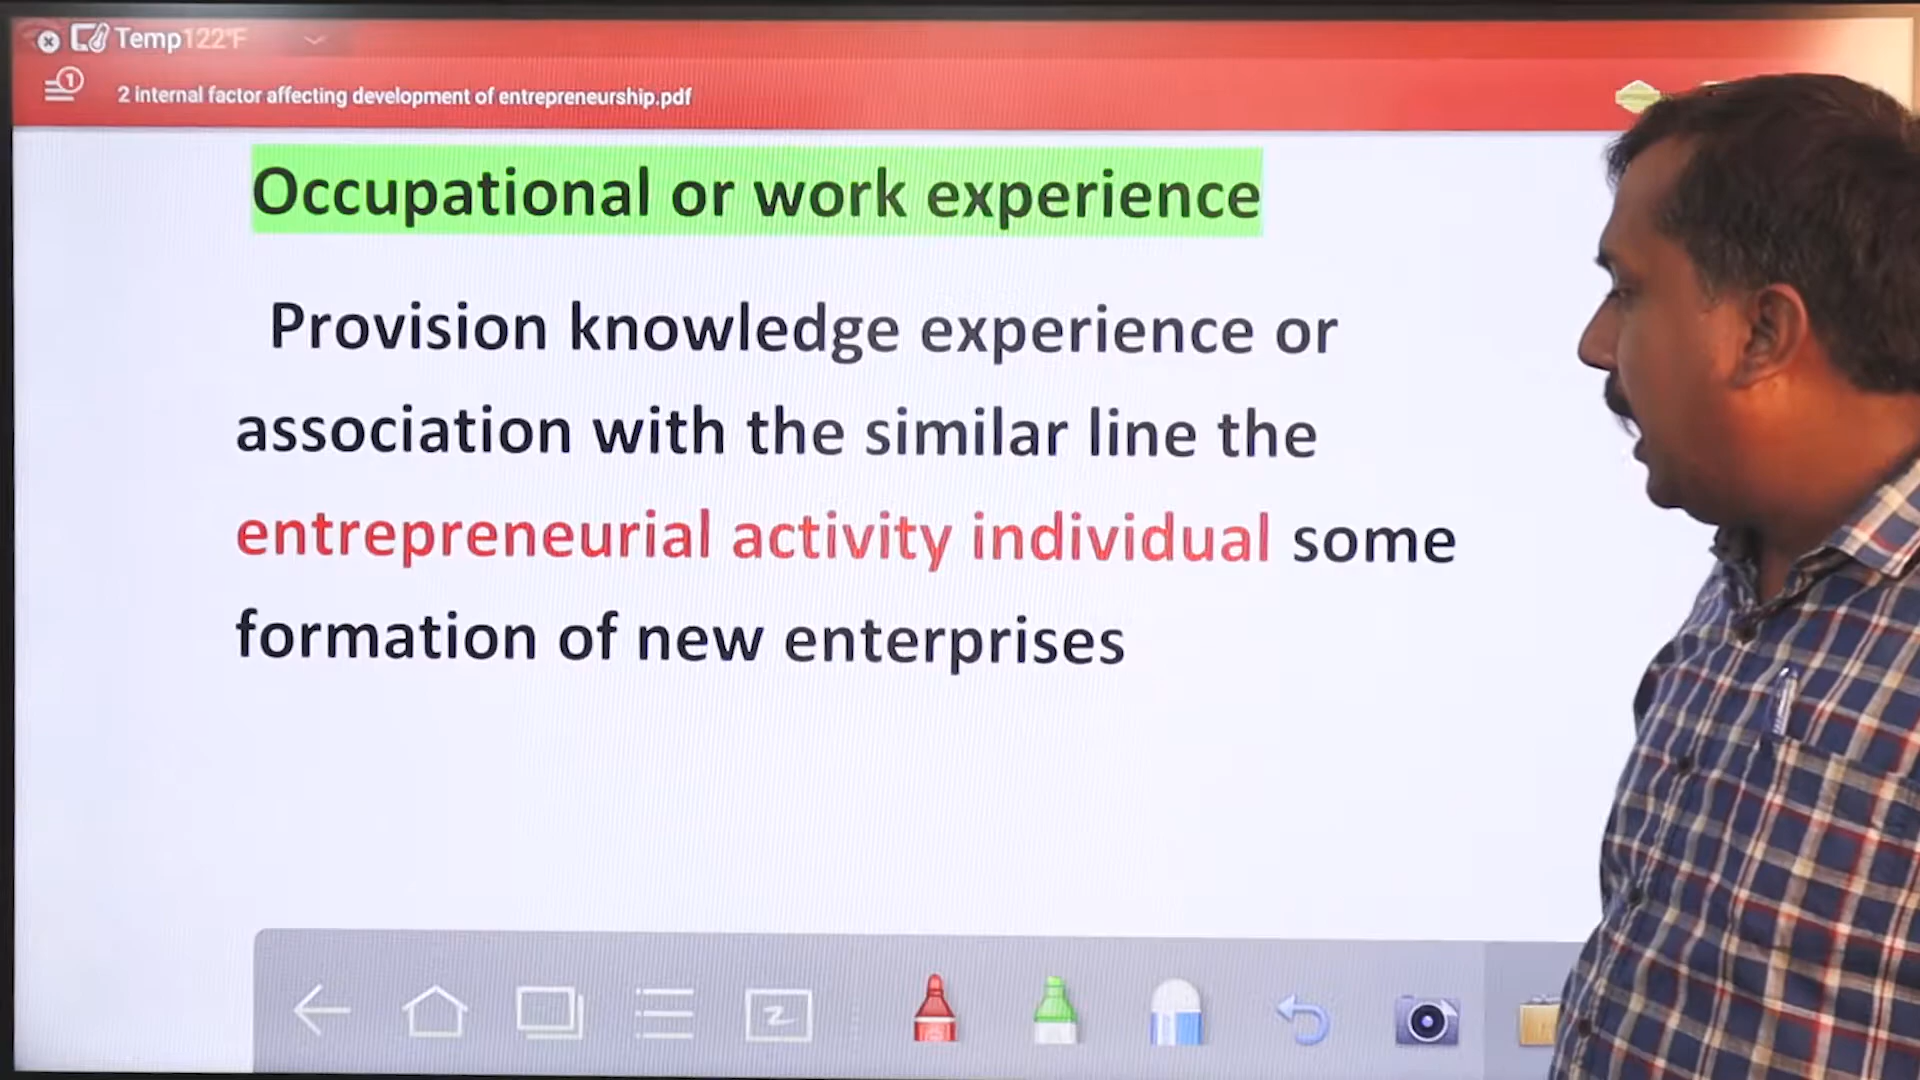 Temp122°F
1
2 internal factor affecting development of entrepreneurship.pdf
Occupational or work experience
Provision knowledge experience or
association with the similar line the
entrepreneurial activity individual some
formation of new enterprises